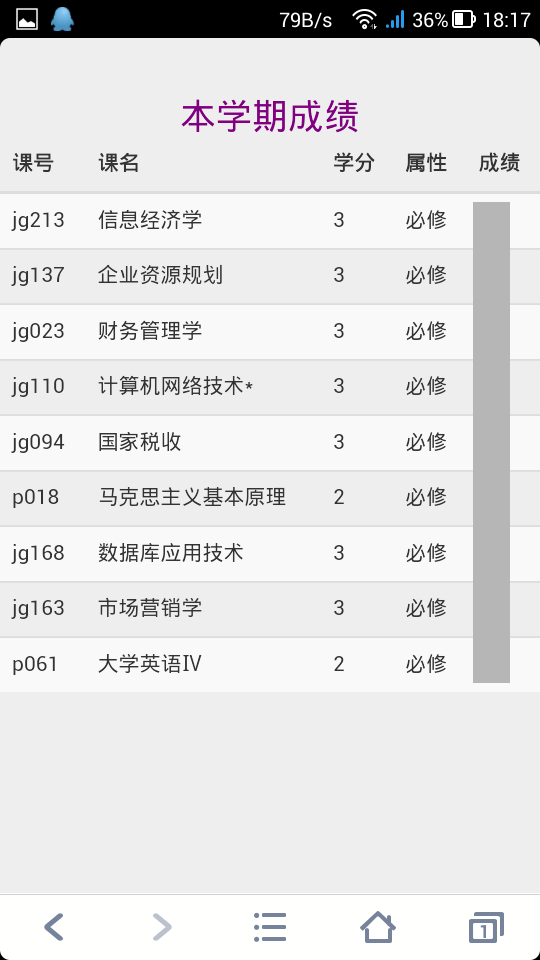 79B/s 36% 18:17
本学期成绩
课号 课名 学分 属性 成绩
jg213 信息经济学 3 必修
jg137 企业资源规划 3 必修
jg023 财务管理学 3 必修
jg110 计算机网络技术* 3 必修
jg094 国家税收 3 必修
p018 马克思主义基本原理 2 必修
jg168 数据库应用技术 3 必修
jg163 市场营销学 3 必修
p061 大学英语IV 2 必修
1